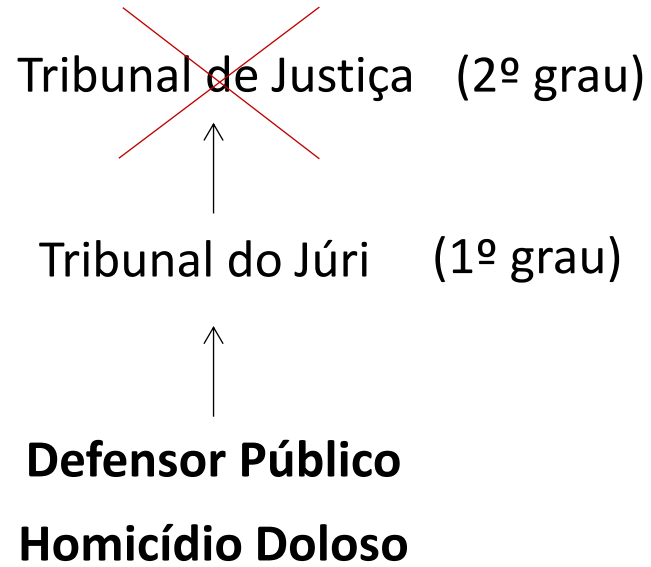 Tribunal de Justiça (2º grau)
Tribunal do Júri (1º grau)
Defensor Público
Homicídio Doloso